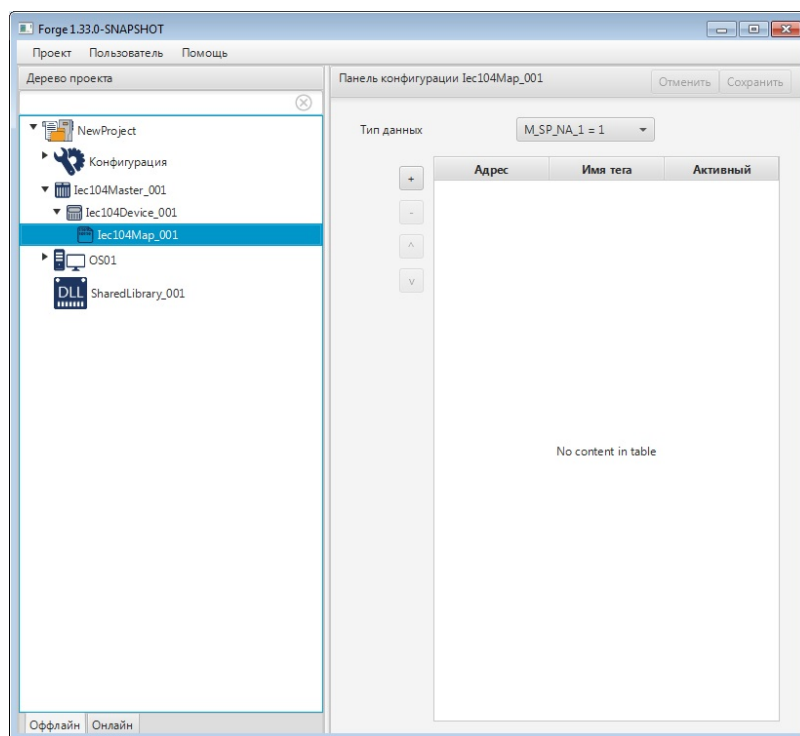 Forge 1.33.0-SNAPSHOT
Проект Пользователь Помощь
Дерево проекта
Панель конфигурации Iec104Map_001
Отменить Сохранить
NewProject
Конфигурация
Iec104Master_001
Iec104Device_001
Iec104Map_001
OS01
DLL SharedLibrary_001
Тип данных M_SP_NA_1 = 1
+
-
^
v
Адрес Имя тега Активный
No content in table
Оффлайн Онлайн